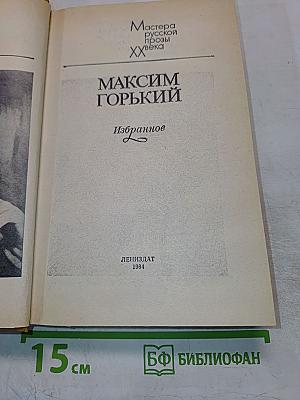 Мастера
русской
прозы
XX века
МАКСИМ
ГОРЬКИЙ
Избранное
ЛЕНИЗДАТ
1984
15 см
БФ БИБЛИОФАН